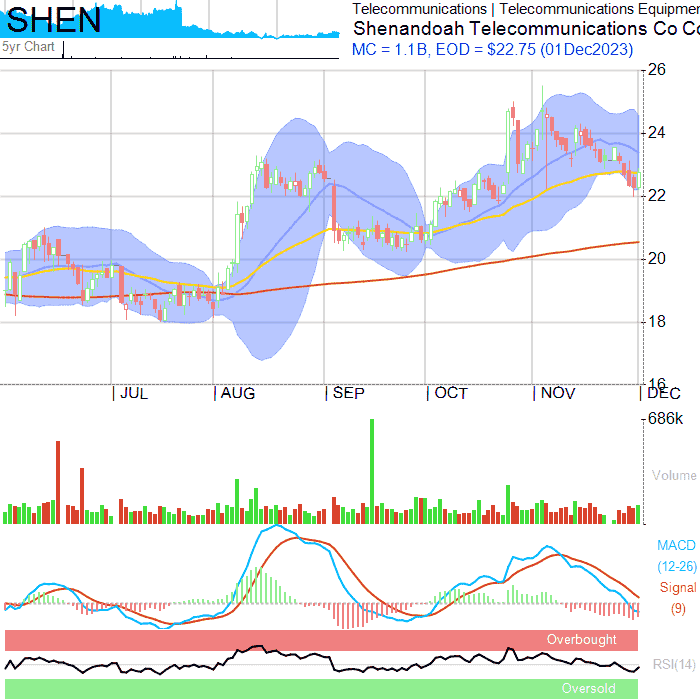 SHEN
5yr Chart
Telecommunications | Telecommunications Equipmen
Shenandoah Telecommunications Co Co
MC = 1.1B, EOD = $22.75 (01Dec2023)
26
24
22
20
18
16
JUL AUG SEP OCT NOV DEC
686k
Volume
MACD
(12-26)
Signal
(9)
Overbought
RSI(14)
Oversold